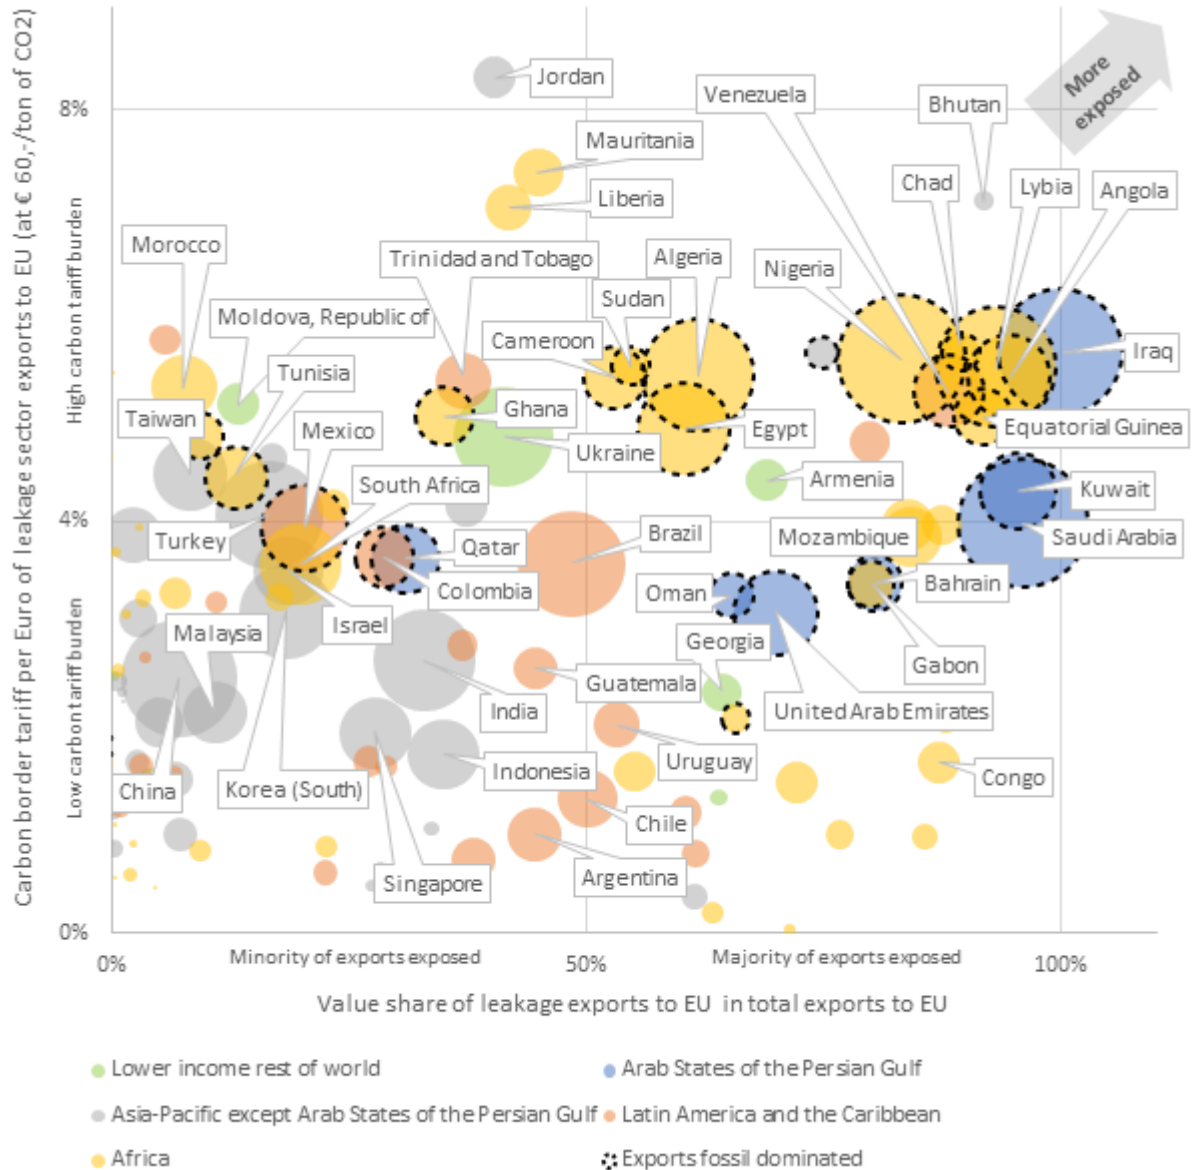 Carbon border tariff per Euro of leakage sector exports to EU (at € 60,-/ton of CO2)
High carbon tariff burden
Low carbon tariff burden
8%
4%
0%
More
exposed
Jordan
Venezuela
Bhutan
Mauritania
Chad
Lybia
Angola
Liberia
Morocco
Trinidad and Tobago
Algeria
Nigeria
Sudan
Moldova, Republic of
Cameroon
Iraq
Tunisia
Taiwan
Ghana
Mexico
Egypt
Equatorial Guinea
Ukraine
South Africa
Armenia
Kuwait
Turkey
Qatar
Brazil
Mozambique
Saudi Arabia
Colombia
Oman
Bahrain
Malaysia
Israel
Georgia
Gabon
India
Guatemala
United Arab Emirates
Uruguay
China
Korea (South)
Indonesia
Congo
Chile
Singapore
Argentina
0%
Minority of exports exposed
50%
Majority of exports exposed
100%
Value share of leakage exports to EU in total exports to EU
Lower income rest of world
Arab States of the Persian Gulf
Asia-Pacific except Arab States of the Persian Gulf
Latin America and the Caribbean
Africa
Exports fossil dominated